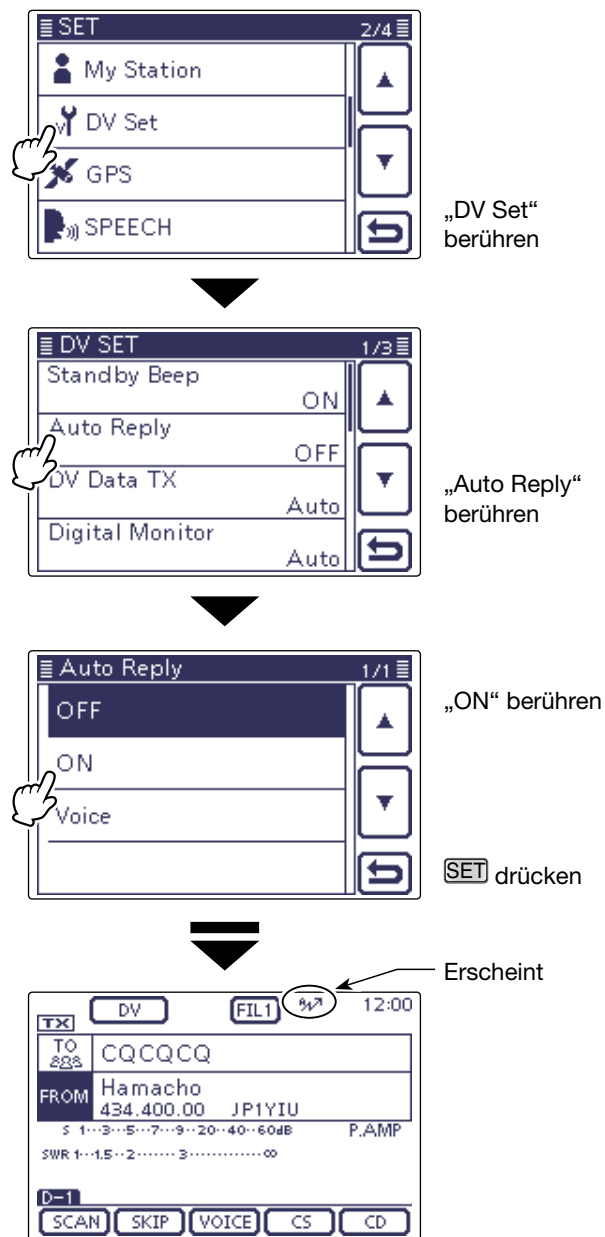 SET 2/4
My Station
DV Set
GPS
SPEECH
„DV Set“
berühren
DV SET 1/3
Standby Beep
ON
Auto Reply
OFF
DV Data TX
Auto
Digital Monitor
Auto
„Auto Reply“
berühren
Auto Reply 1/1
OFF
ON
Voice
„ON“ berühren
SET drücken
Erscheint
TX DV FIL1 12:00
TO CQCQCQ
FROM Hamacho
434.400.00 JP1YIU
S 1···3···5···7···9··20··40··60dB P.AMP
SWR 1···1.5··2······· 3·············∞
D-1
SCAN SKIP VOICE CS CD